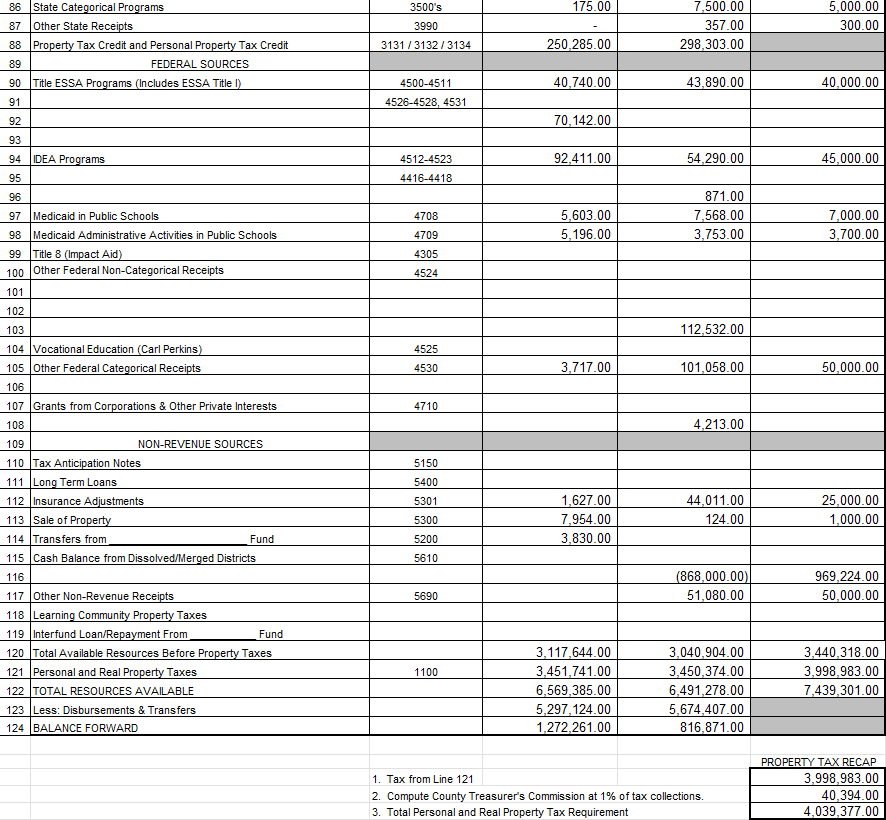 86 State Categorical Programs 3500's 175.00 7,500.00 5,000.00
87 Other State Receipts 3990 - 357.00 300.00
88 Property Tax Credit and Personal Property Tax Credit 3131 / 3132 / 3134 250,285.00 298,303.00
89 FEDERAL SOURCES
90 Title ESSA Programs (Includes ESSA Title I) 4500-4511 40,740.00 43,890.00 40,000.00
91 4526-4528, 4531
92 70,142.00
93
94 IDEA Programs 4512-4523 92,411.00 54,290.00 45,000.00
95 4416-4418
96 871.00
97 Medicaid in Public Schools 4708 5,603.00 7,568.00 7,000.00
98 Medicaid Administrative Activities in Public Schools 4709 5,196.00 3,753.00 3,700.00
99 Title 8 (Impact Aid) 4305
100 Other Federal Non-Categorical Receipts 4524
101
102
103 112,532.00
104 Vocational Education (Carl Perkins) 4525
105 Other Federal Categorical Receipts 4530 3,717.00 101,058.00 50,000.00
106
107 Grants from Corporations & Other Private Interests 4710
108 4,213.00
109 NON-REVENUE SOURCES
110 Tax Anticipation Notes 5150
111 Long Term Loans 5400
112 Insurance Adjustments 5301 1,627.00 44,011.00 25,000.00
113 Sale of Property 5300 7,954.00 124.00 1,000.00
114 Transfers from ____________________ Fund 5200 3,830.00
115 Cash Balance from Dissolved/Merged Districts 5610
116 (868,000.00) 969,224.00
117 Other Non-Revenue Receipts 5690 51,080.00 50,000.00
118 Learning Community Property Taxes
119 Interfund Loan/Repayment From __________ Fund
120 Total Available Resources Before Property Taxes 3,117,644.00 3,040,904.00 3,440,318.00
121 Personal and Real Property Taxes 1100 3,451,741.00 3,450,374.00 3,998,983.00
122 TOTAL RESOURCES AVAILABLE 6,569,385.00 6,491,278.00 7,439,301.00
123 Less: Disbursements & Transfers 5,297,124.00 5,674,407.00
124 BALANCE FORWARD 1,272,261.00 816,871.00
PROPERTY TAX RECAP
1. Tax from Line 121 3,998,983.00
2. Compute County Treasurer's Commission at 1% of tax collections. 40,394.00
3. Total Personal and Real Property Tax Requirement 4,039,377.00